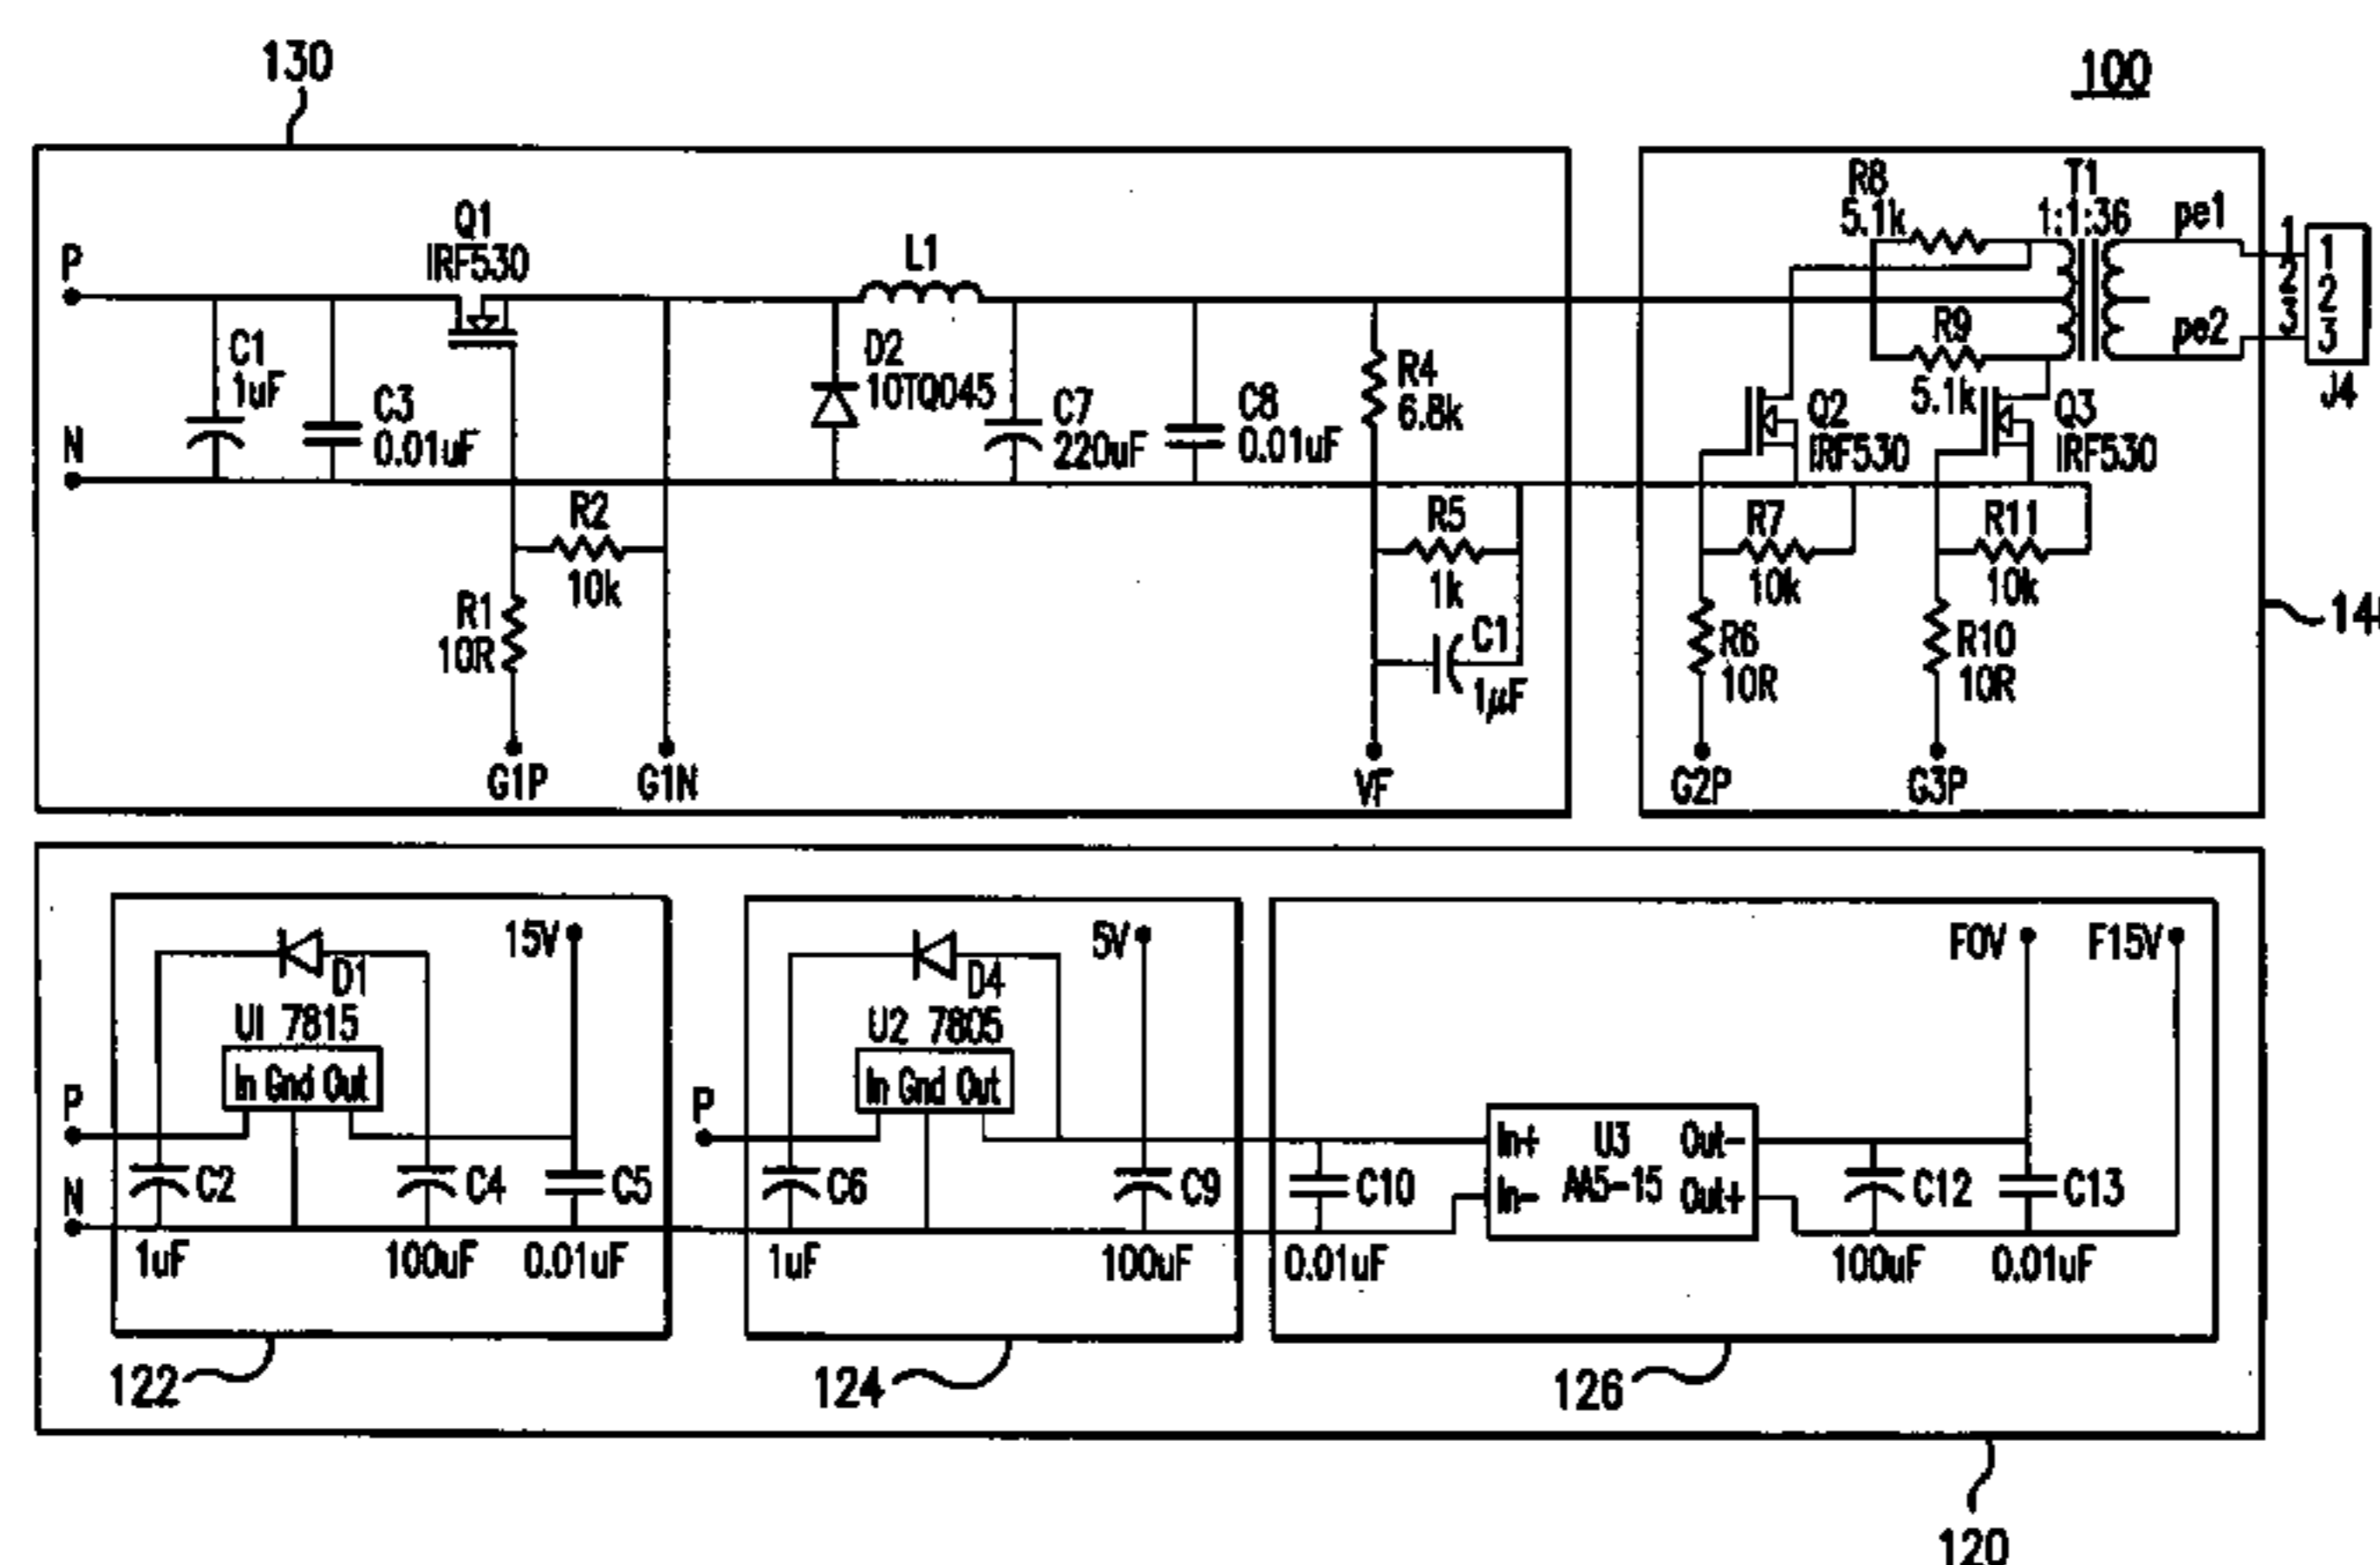 130
100
P
Q1
IRF530
L1
R8
5.1k
T1
1:1:36
pe1
1
2
3
1
2
3
J4
C1
1uF
C3
0.01uF
D2
10TQ045
C7
220uF
C8
0.01uF
R4
6.8k
R9
5.1k
pe2
N
Q2
IRF530
Q3
IRF530
R2
10k
R1
10R
R5
1k
C1
1µF
R7
10k
R11
10k
R6
10R
R10
10R
G1P
G1N
VF
G2P
G3P
15V
D1
U1 7815
In Gnd Out
P
N
C2
1uF
C4
100uF
C5
0.01uF
5V
D4
U2 7805
In Gnd Out
P
C6
1uF
C9
100uF
F0V
F15V
C10
0.01uF
In+ U3 Out-
In- AA5-15 Out+
C12
100uF
C13
0.01uF
122
124
126
120